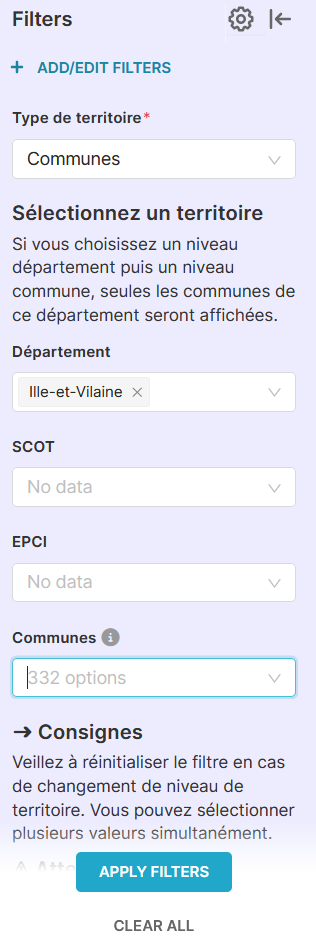 Filters
+ ADD/EDIT FILTERS
Type de territoire*
Communes
Sélectionnez un territoire
Si vous choisissez un niveau
département puis un niveau
commune, seules les communes de
ce département seront affichées.
Département
Ille-et-Vilaine ×
SCOT
No data
EPCI
No data
Communes
332 options
→ Consignes
Veillez à réinitialiser le filtre en cas
de changement de niveau de
territoire. Vous pouvez sélectionner
plusieurs valeurs simultanément.
APPLY FILTERS
CLEAR ALL